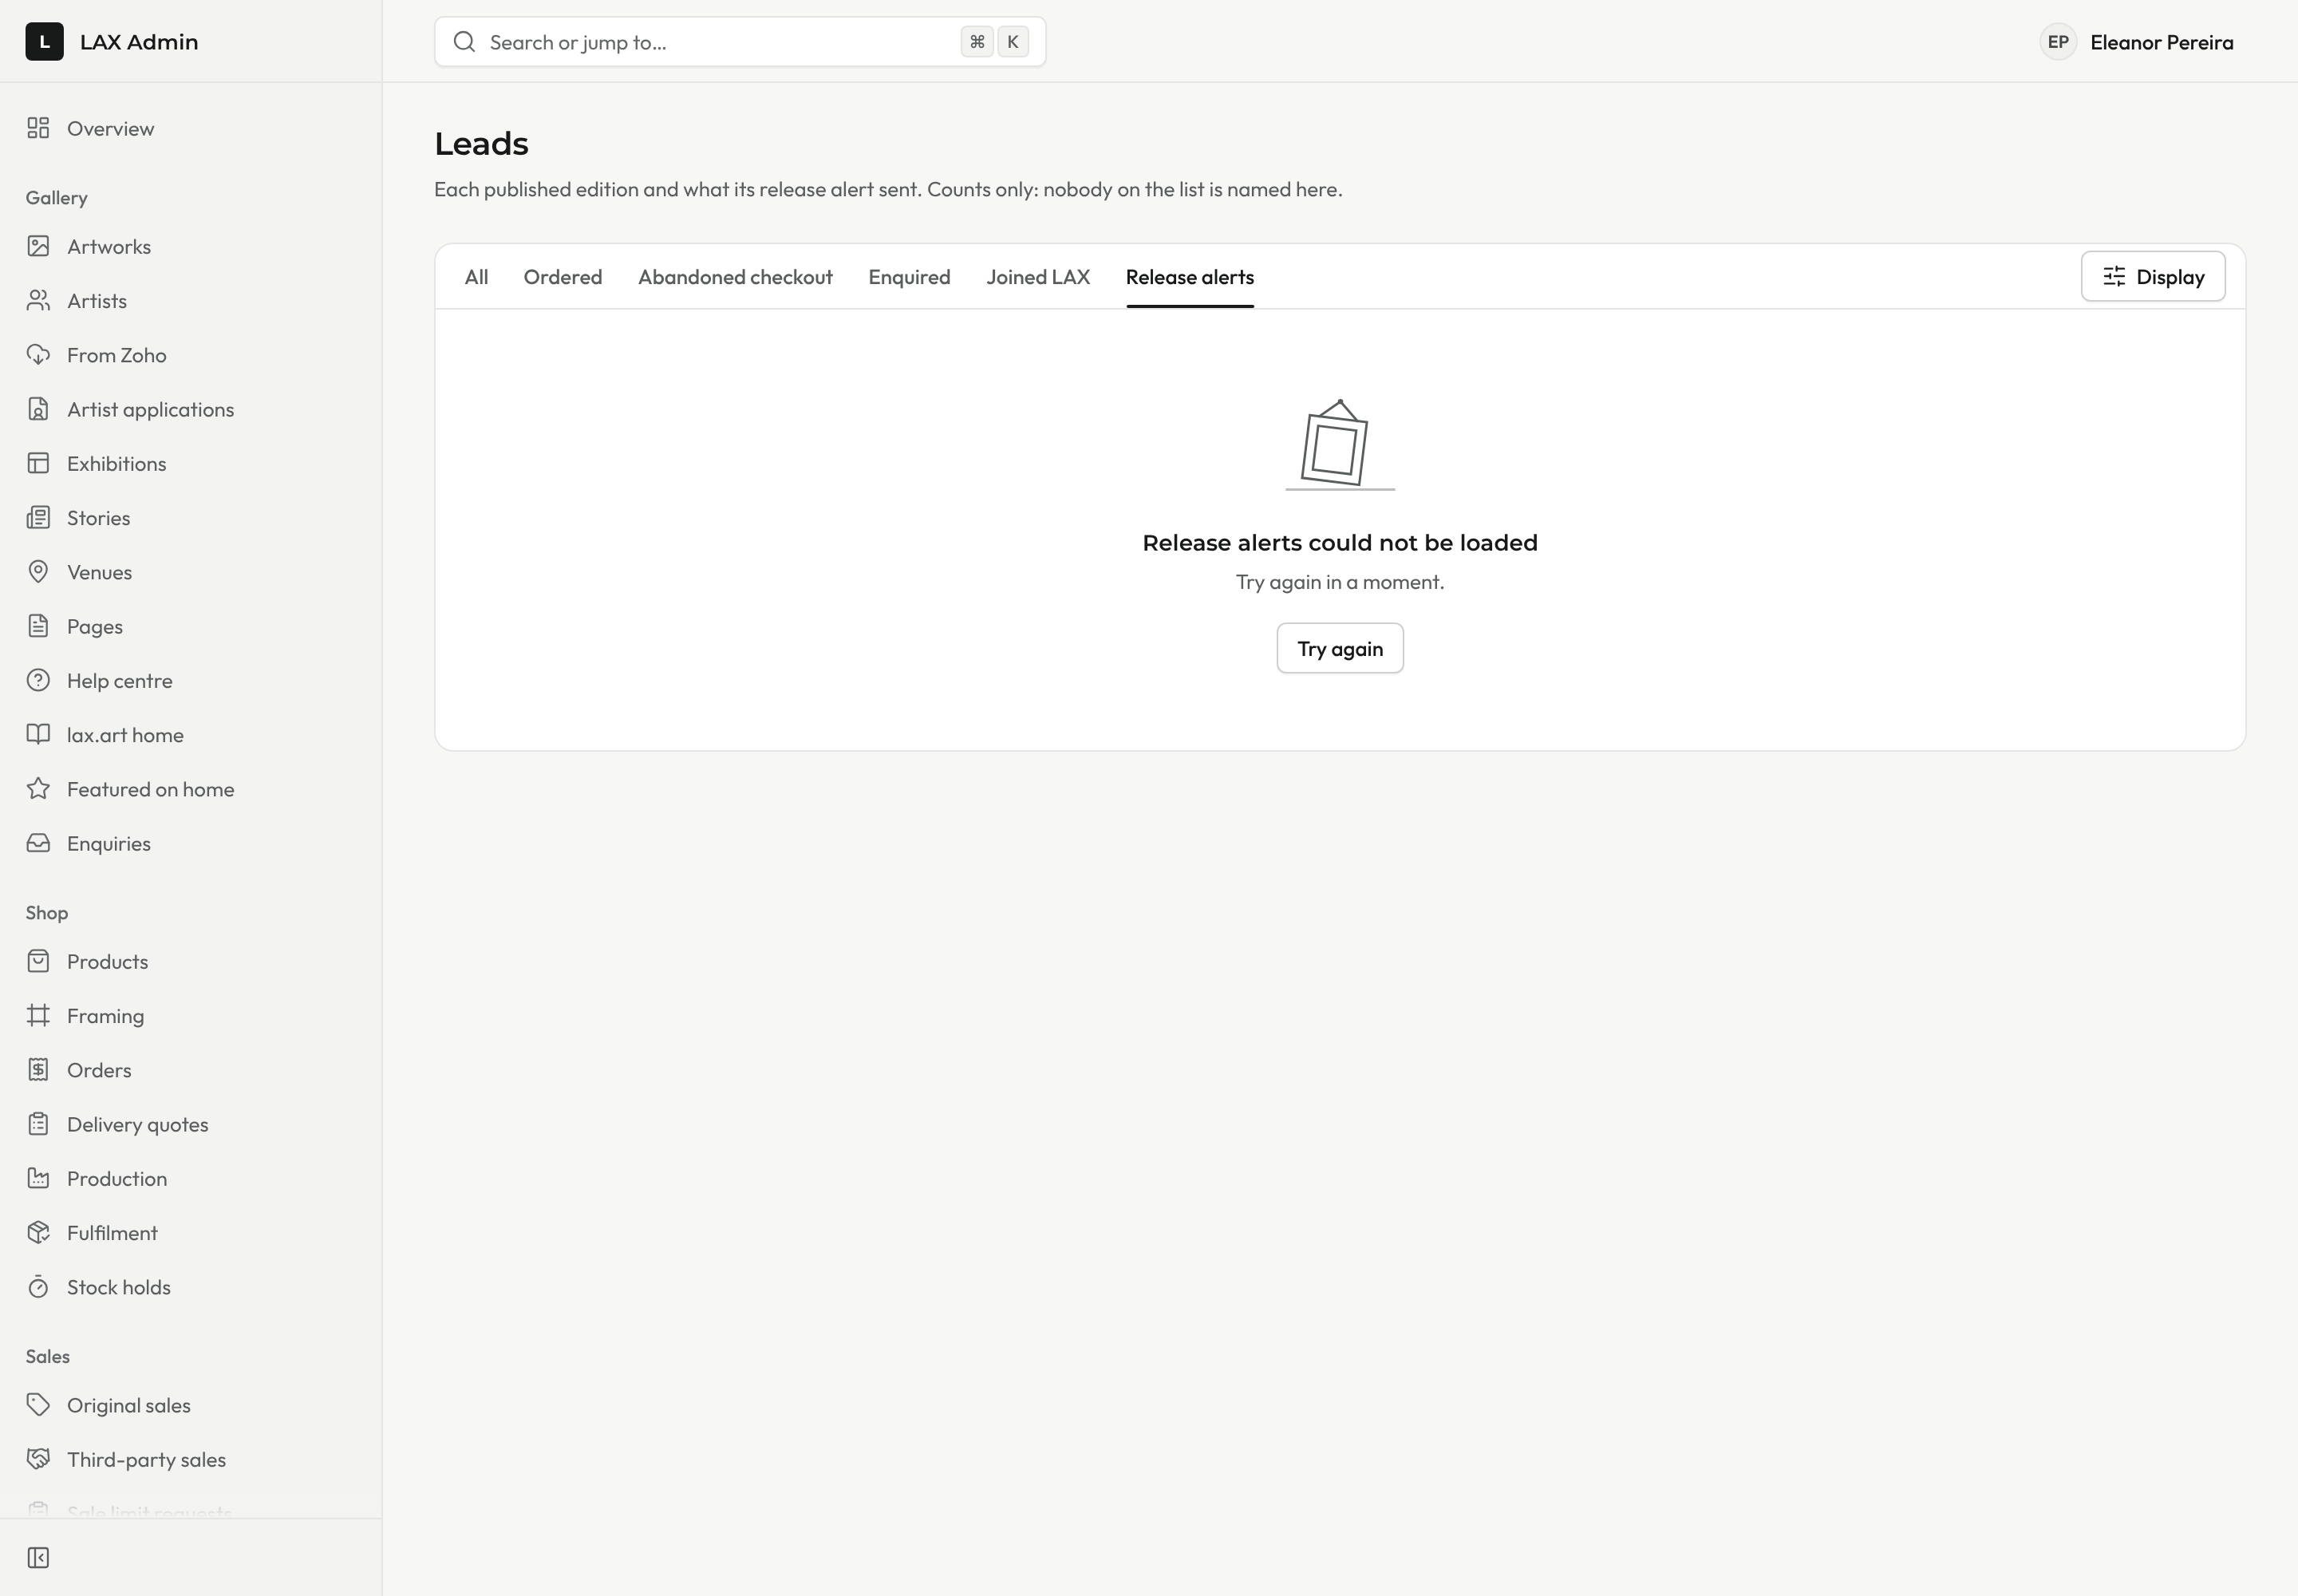 L LAX Admin
Search or jump to...
⌘ K
EP Eleanor Pereira
Overview
Gallery
Artworks
Artists
From Zoho
Artist applications
Exhibitions
Stories
Venues
Pages
Help centre
lax.art home
Featured on home
Enquiries
Shop
Products
Framing
Orders
Delivery quotes
Production
Fulfilment
Stock holds
Sales
Original sales
Third-party sales
Sale limit requests
Leads
Each published edition and what its release alert sent. Counts only: nobody on the list is named here.
All Ordered Abandoned checkout Enquired Joined LAX Release alerts
Display
Release alerts could not be loaded
Try again in a moment.
Try again